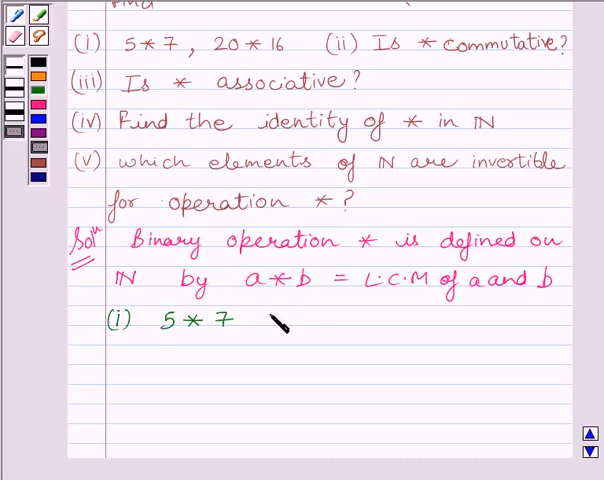 Find
(i) 5*7 , 20*16 (ii) Is * commutative?
(iii) Is * associative?
(iv) Find the identity of * in ℕ
(v) which elements of ℕ are invertible
for operation * ?
Solⁿ Binary operation * is defined on
ℕ by a*b = L.C.M of a and b
(i) 5*7